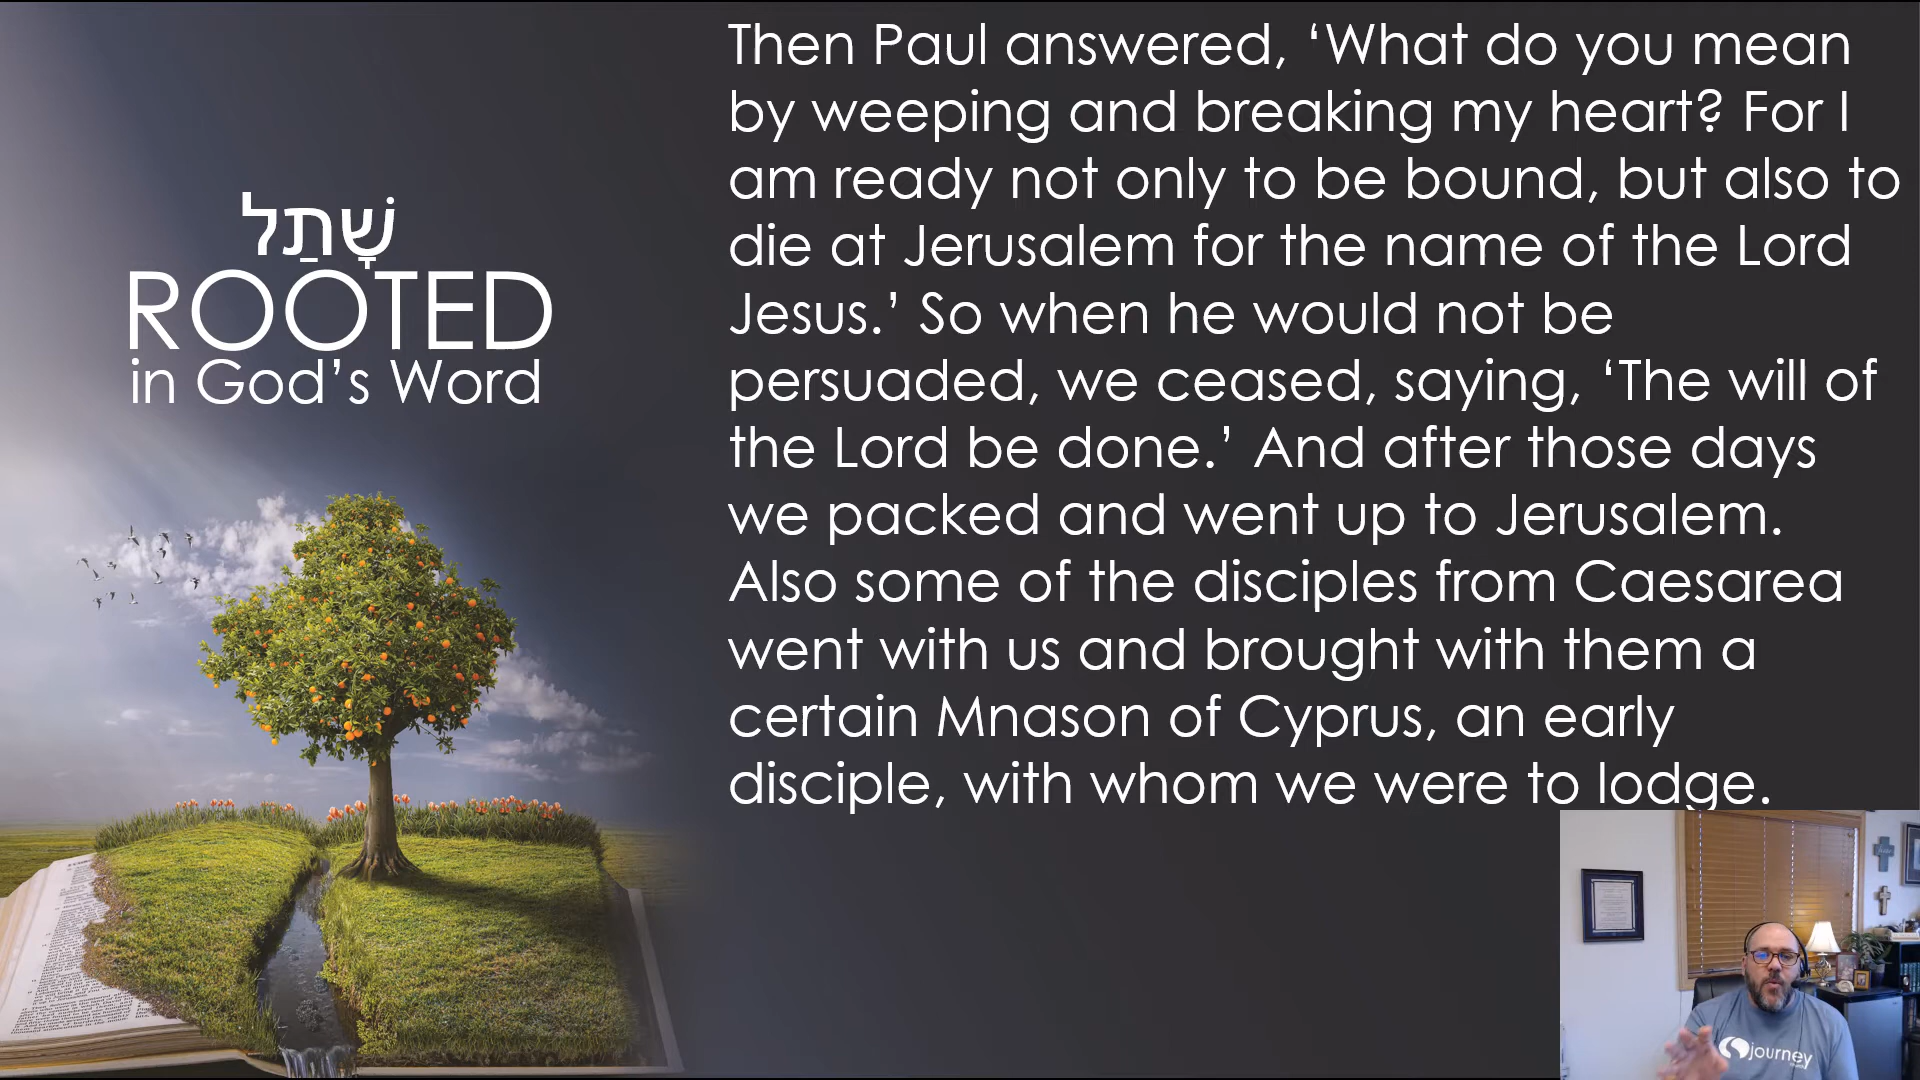 שָׁתַל
ROOTED
in God’s Word
Then Paul answered, ‘What do you mean
by weeping and breaking my heart? For I
am ready not only to be bound, but also to
die at Jerusalem for the name of the Lord
Jesus.’ So when he would not be
persuaded, we ceased, saying, ‘The will of
the Lord be done.’ And after those days
we packed and went up to Jerusalem.
Also some of the disciples from Caesarea
went with us and brought with them a
certain Mnason of Cyprus, an early
disciple, with whom we were to lodge.
journey